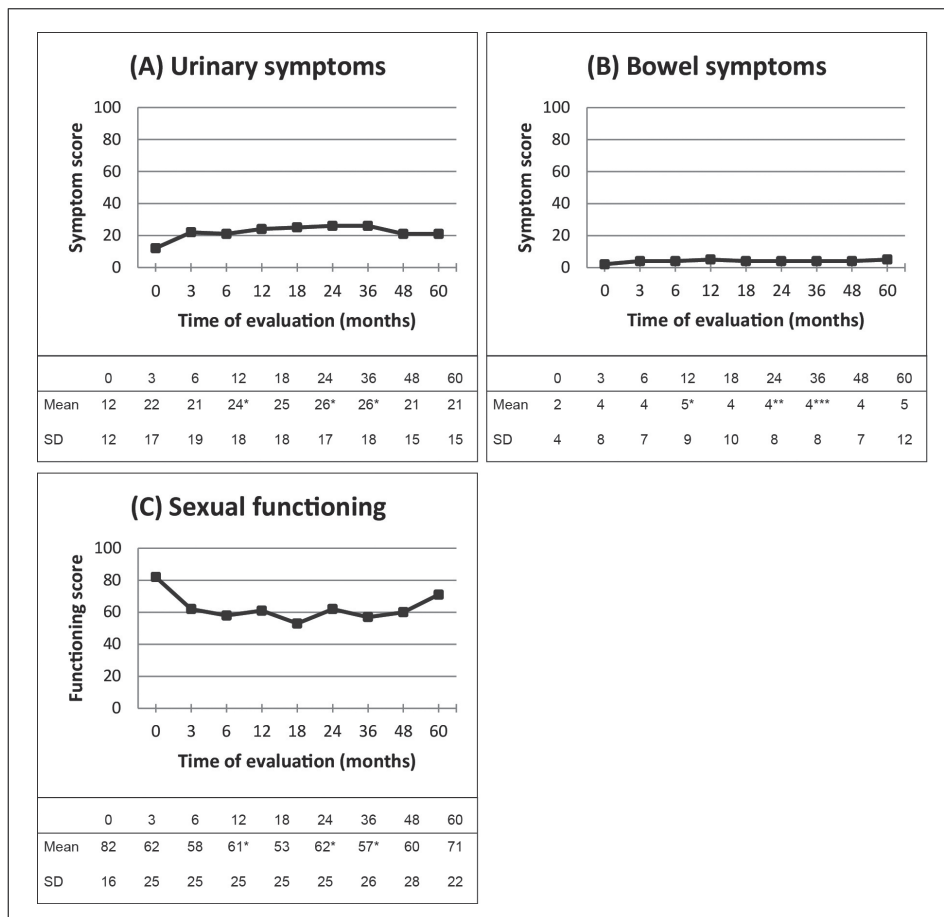 (A) Urinary symptoms
Symptom score
100
80
60
40
20
0
0 3 6 12 18 24 36 48 60
Time of evaluation (months)
0 3 6 12 18 24 36 48 60
Mean 12 22 21 24* 25 26* 26* 21 21
SD 12 17 19 18 18 17 18 15 15
(B) Bowel symptoms
Symptom score
100
80
60
40
20
0
0 3 6 12 18 24 36 48 60
Time of evaluation (months)
0 3 6 12 18 24 36 48 60
Mean 2 4 4 5* 4 4** 4*** 4 5
SD 4 8 7 9 10 8 8 7 12
(C) Sexual functioning
Functioning score
100
80
60
40
20
0
0 3 6 12 18 24 36 48 60
Time of evaluation (months)
0 3 6 12 18 24 36 48 60
Mean 82 62 58 61* 53 62* 57* 60 71
SD 16 25 25 25 25 25 26 28 22